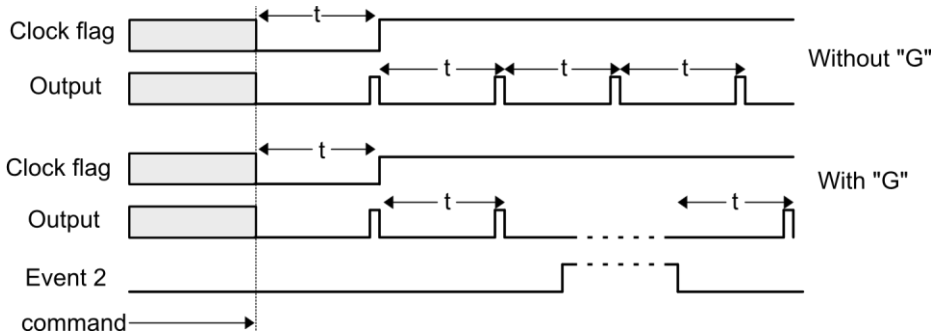 Clock flag
t
Without "G"
Output
t
t
t
Clock flag
t
With "G"
Output
t
t
Event 2
command